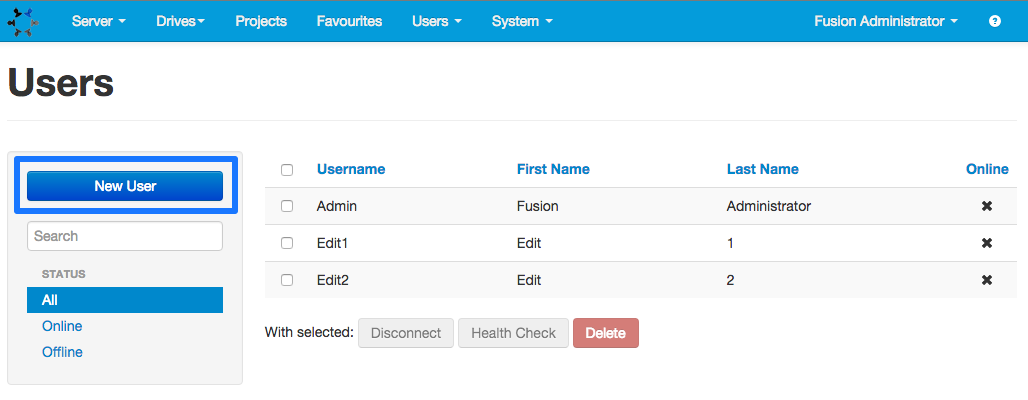 Server Drives Projects Favourites Users System Fusion Administrator ?
Users
New User
Search
STATUS
All
Online
Offline
Username First Name Last Name Online
Admin Fusion Administrator
Edit1 Edit 1
Edit2 Edit 2
With selected: Disconnect Health Check Delete